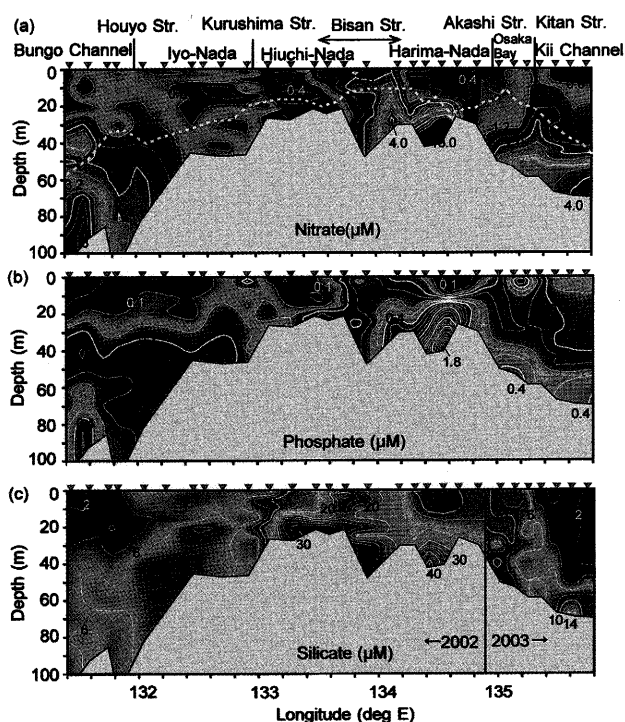 Houyo Str. Kurushima Str. Bisan Str. Akashi Str. Kitan Str.
(a)
Bungo Channel Iyo-Nada Hiuchi-Nada Harima-Nada Osaka Bay Kii Channel
0
20
40
60
80
100
Depth (m)
0.4
0.4
4.0
4.0
Nitrate(μM)
(b)
0
20
40
60
80
100
Depth (m)
0.1
0.1
1.8
0.4
0.4
Phosphate (μM)
(c)
0
20
40
60
80
100
Depth (m)
2
20
20
2
30
40
30
10
14
6
←2002 2003→
Silicate (μM)
132 133 134 135
Longitude (deg E)